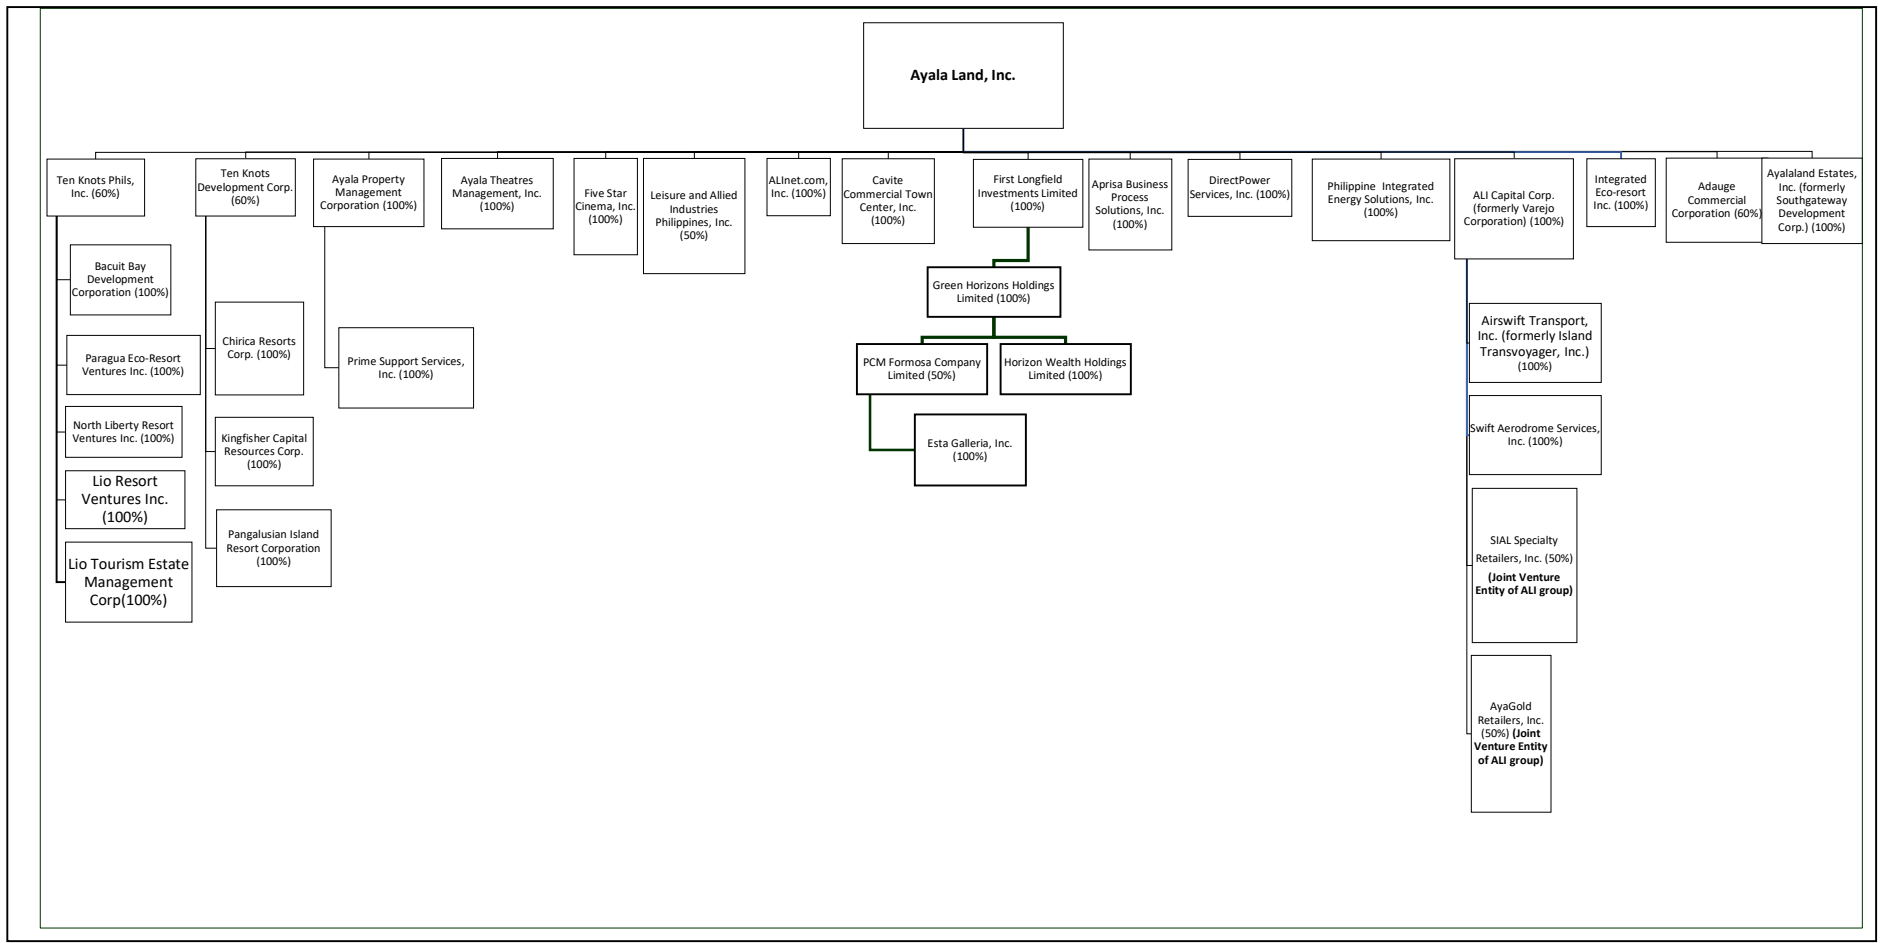 Ayala Land, Inc.
Ten Knots Phils,
Inc. (60%)
Ten Knots
Development Corp.
(60%)
Ayala Property
Management
Corporation (100%)
Ayala Theatres
Management, Inc.
(100%)
Five Star
Cinema, Inc.
(100%)
Leisure and Allied
Industries
Philippines, Inc.
(50%)
ALInet.com,
Inc. (100%)
Cavite
Commercial Town
Center, Inc.
(100%)
First Longfield
Investments Limited
(100%)
Aprisa Business
Process
Solutions, Inc.
(100%)
DirectPower
Services, Inc. (100%)
Philippine Integrated
Energy Solutions, Inc.
(100%)
ALI Capital Corp.
(formerly Varejo
Corporation) (100%)
Integrated
Eco-resort
Inc. (100%)
Adauge
Commercial
Corporation (60%)
Ayalaland Estates,
Inc. (formerly
Southgateway
Development
Corp.) (100%)
Bacuit Bay
Development
Corporation (100%)
Paragua Eco-Resort
Ventures Inc. (100%)
North Liberty Resort
Ventures Inc. (100%)
Lio Resort
Ventures Inc.
(100%)
Lio Tourism Estate
Management
Corp(100%)
Chirica Resorts
Corp. (100%)
Kingfisher Capital
Resources Corp.
(100%)
Pangalusian Island
Resort Corporation
(100%)
Prime Support Services,
Inc. (100%)
Green Horizons Holdings
Limited (100%)
PCM Formosa Company
Limited (50%)
Horizon Wealth Holdings
Limited (100%)
Esta Galleria, Inc.
(100%)
Airswift Transport,
Inc. (formerly Island
Transvoyager, Inc.)
(100%)
Swift Aerodrome Services,
Inc. (100%)
SIAL Specialty
Retailers, Inc. (50%)
(Joint Venture
Entity of ALI group)
AyaGold
Retailers, Inc.
(50%) (Joint
Venture Entity
of ALI group)